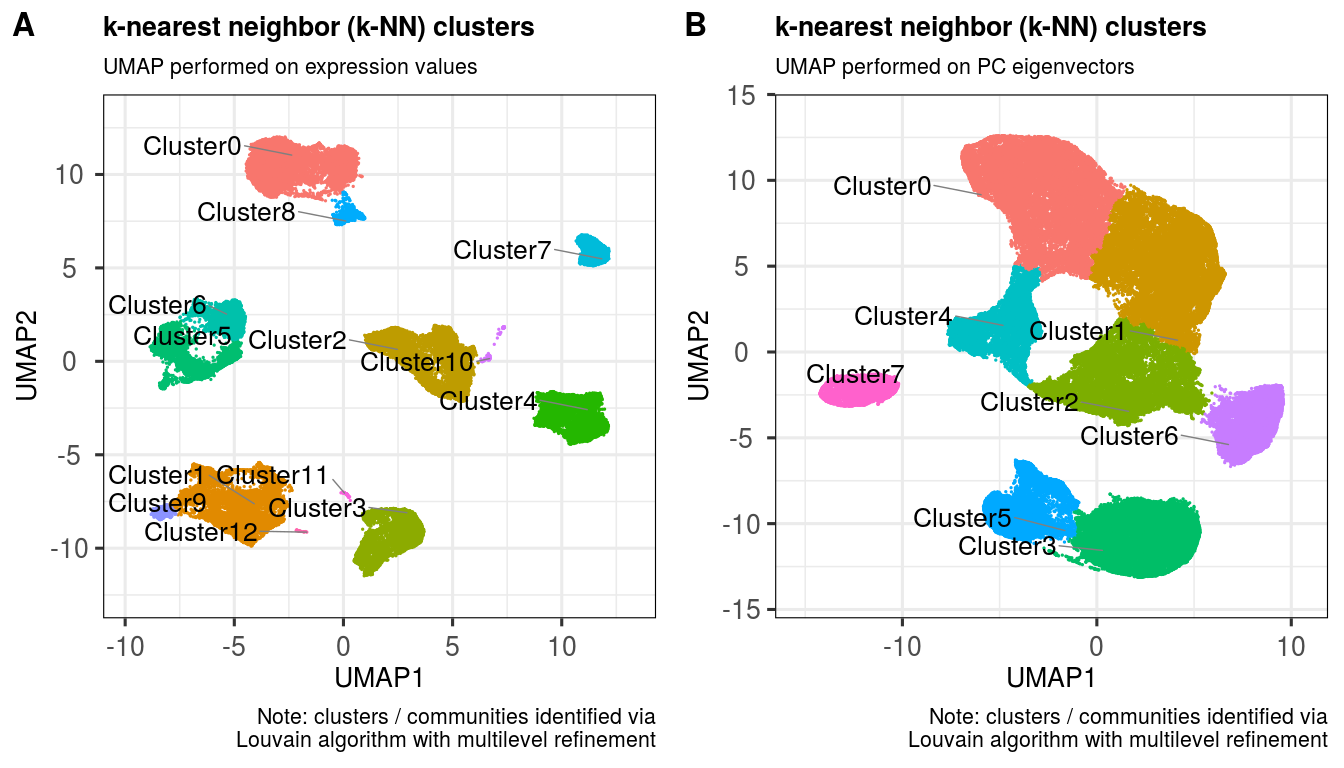 A
k-nearest neighbor (k-NN) clusters
UMAP performed on expression values
UMAP2
10
5
0
-5
-10
Cluster0
Cluster8
Cluster7
Cluster6
Cluster5
Cluster2
Cluster10
Cluster4
Cluster1
Cluster11
Cluster9
Cluster3
Cluster12
-10
-5
0
5
10
UMAP1
Note: clusters / communities identified via
Louvain algorithm with multilevel refinement
B
k-nearest neighbor (k-NN) clusters
UMAP performed on PC eigenvectors
UMAP2
15
10
5
0
-5
-10
-15
Cluster0
Cluster4
Cluster1
Cluster7
Cluster2
Cluster6
Cluster5
Cluster3
-10
0
10
UMAP1
Note: clusters / communities identified via
Louvain algorithm with multilevel refinement